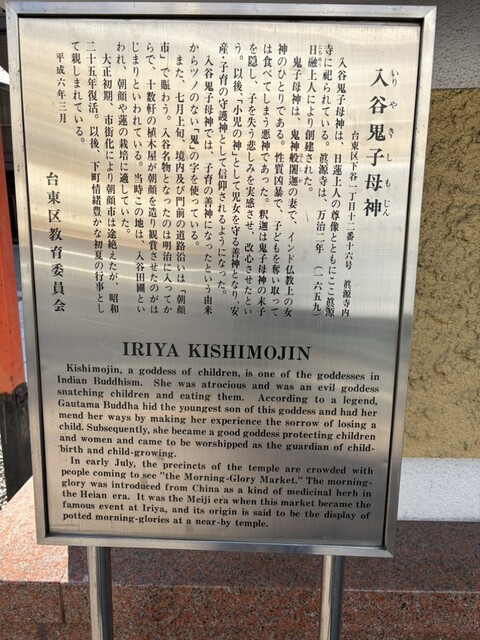 入谷鬼子母神
いりやきしもじん
台東区下谷一丁目十二番十六号　眞源寺内
入谷鬼子母神は、日蓮上人の尊像とともにここ眞源
寺に祀られている。眞源寺は、万治二年（一六五九）
日融上人により創建された。
鬼子母神は、鬼神般闍迦の妻で、インド仏教上の女
神のひとりである。性質凶暴で、子どもを奪い取って
は食べてしまう悪神であった。釈迦は鬼子母神の末子
を隠し、子を失う悲しみを実感させ、改心させたとい
う。以後、「小児の神」として児女を守る善神となり、安
産・子育の守護神として信仰されるようになった。
入谷鬼子母神では、子育の善神になったという由来
からツノのない「鬼」の字を使っている。
また、七月上旬、境内及び門前の道路沿いは「朝顔
市」で賑わう。入谷名物となったのは明治に入ってか
らで、十数軒の植木屋が朝顔を造り観賞させたのがは
じまりといわれている。当時この地は、入谷田圃とい
われ、朝顔や蓮の栽培に適していた。
大正初期、市街化により朝顔市は途絶えたが、昭和
二十五年復活。以後、下町情緒豊かな初夏の行事とし
て親しまれている。
平成六年三月
台東区教育委員会
IRIYA KISHIMOJIN
Kishimojin, a goddess of children, is one of the goddesses in
Indian Buddhism. She was atrocious and was an evil goddess
snatching children and eating them. According to a legend,
Gautama Buddha hid the youngest son of this goddess and had her
mend her ways by making her experience the sorrow of losing a
child. Subsequently, she became a good goddess protecting children
and women and came to be worshipped as the guardian of child-
birth and child-growing.
In early July, the precincts of the temple are crowded with
people coming to see "the Morning-Glory Market." The morning-
glory was introduced from China as a kind of medicinal herb in
the Heian era. It was the Meiji era when this market became the
famous event at Iriya, and its origin is said to be the display of
potted morning-glories at a near-by temple.